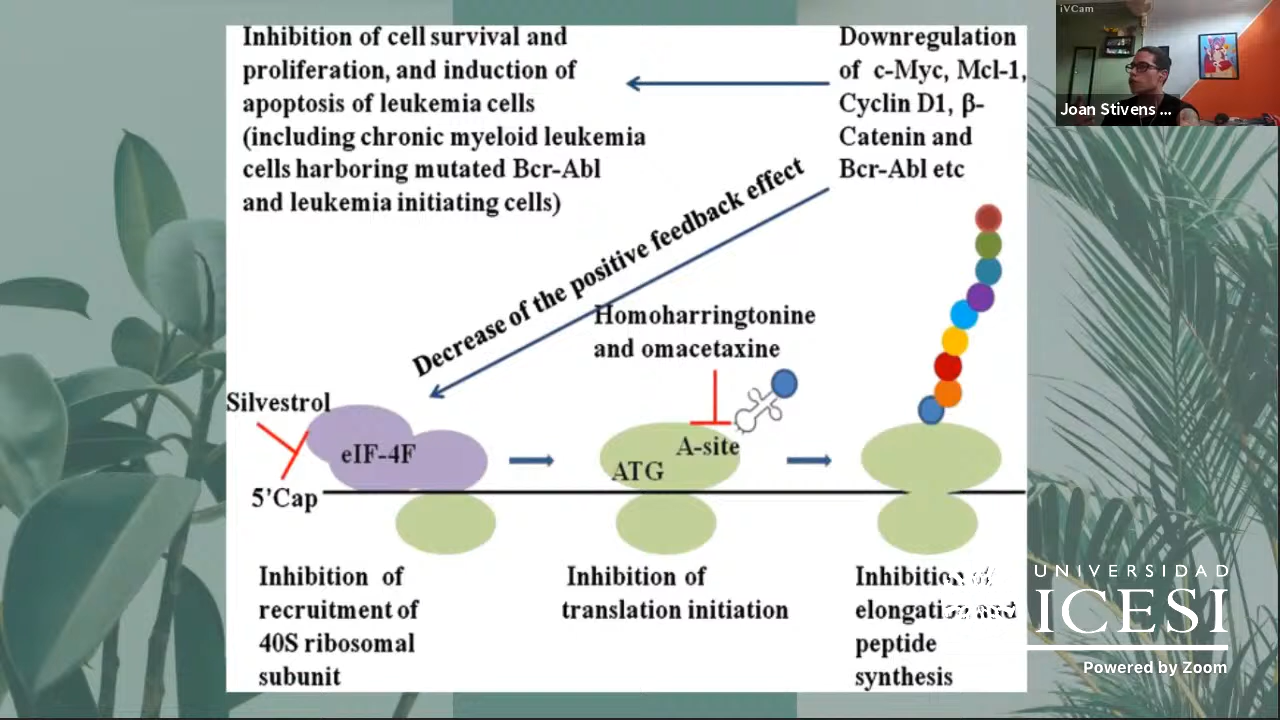 iVCam
Joan Stivens ...
Inhibition of cell survival and
proliferation, and induction of
apoptosis of leukemia cells
(including chronic myeloid leukemia
cells harboring mutated Bcr-Abl
and leukemia initiating cells)
Downregulation
of c-Myc, Mcl-1,
Cyclin D1, β-
Catenin and
Bcr-Abl etc
Decrease of the positive feedback effect
Homoharringtonine
and omacetaxine
Silvestrol
eIF-4F
5'Cap
A-site
ATG
Inhibition of
recruitment of
40S ribosomal
subunit
Inhibition of
translation initiation
Inhibition of
elongation and
peptide
synthesis
UNIVERSIDAD
ICESI
Powered by Zoom